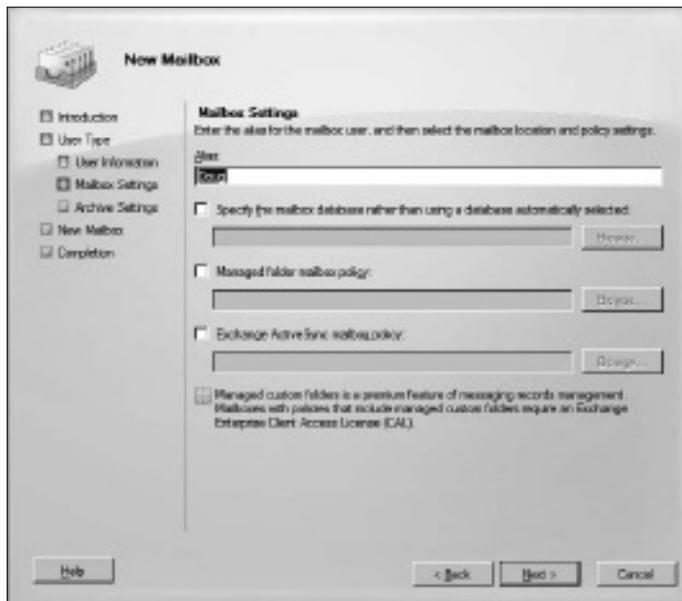 New Mailbox
Introduction
User Type
User Information
Mailbox Settings
Archive Settings
New Mailbox
Completion
Mailbox Settings
Enter the alias for the mailbox user, and then select the mailbox location and policy settings.
Alias:
Doug
Specify the mailbox database rather than using a database automatically selected:
Browse...
Managed folder mailbox policy:
Browse...
Exchange ActiveSync mailbox policy:
Browse...
Managed custom folders is a premium feature of messaging records management.
Mailboxes with policies that include managed custom folders require an Exchange
Enterprise Client Access License (CAL).
Help
< Back
Next >
Cancel